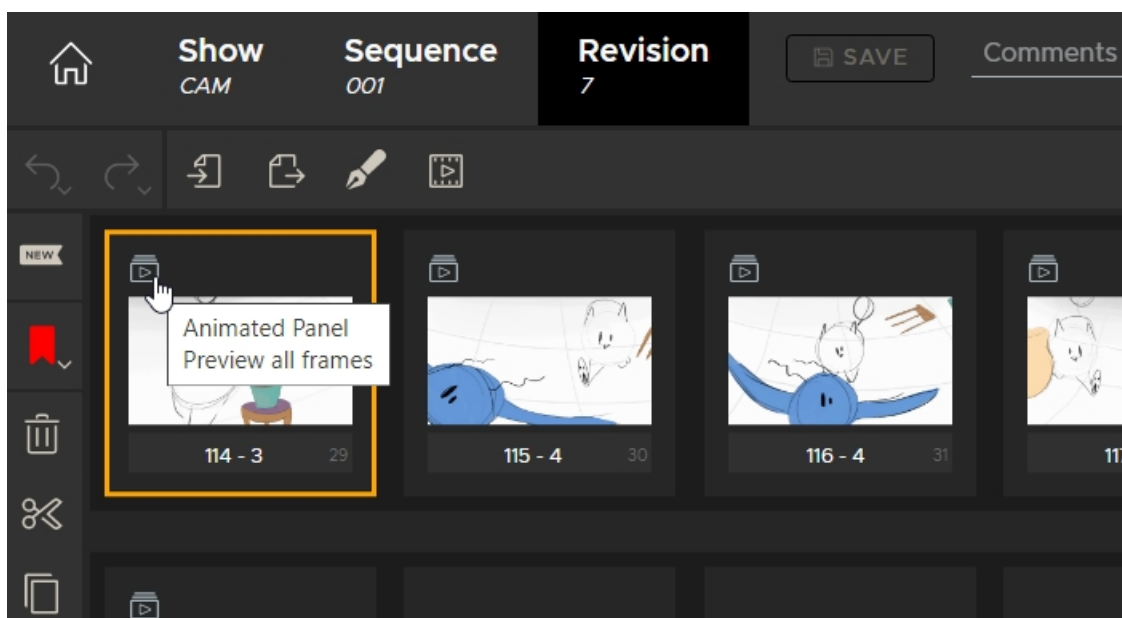 Show
CAM
Sequence
001
Revision
7
SAVE
Comments
NEW
Animated Panel
Preview all frames
114 - 3
29
115 - 4
30
116 - 4
31